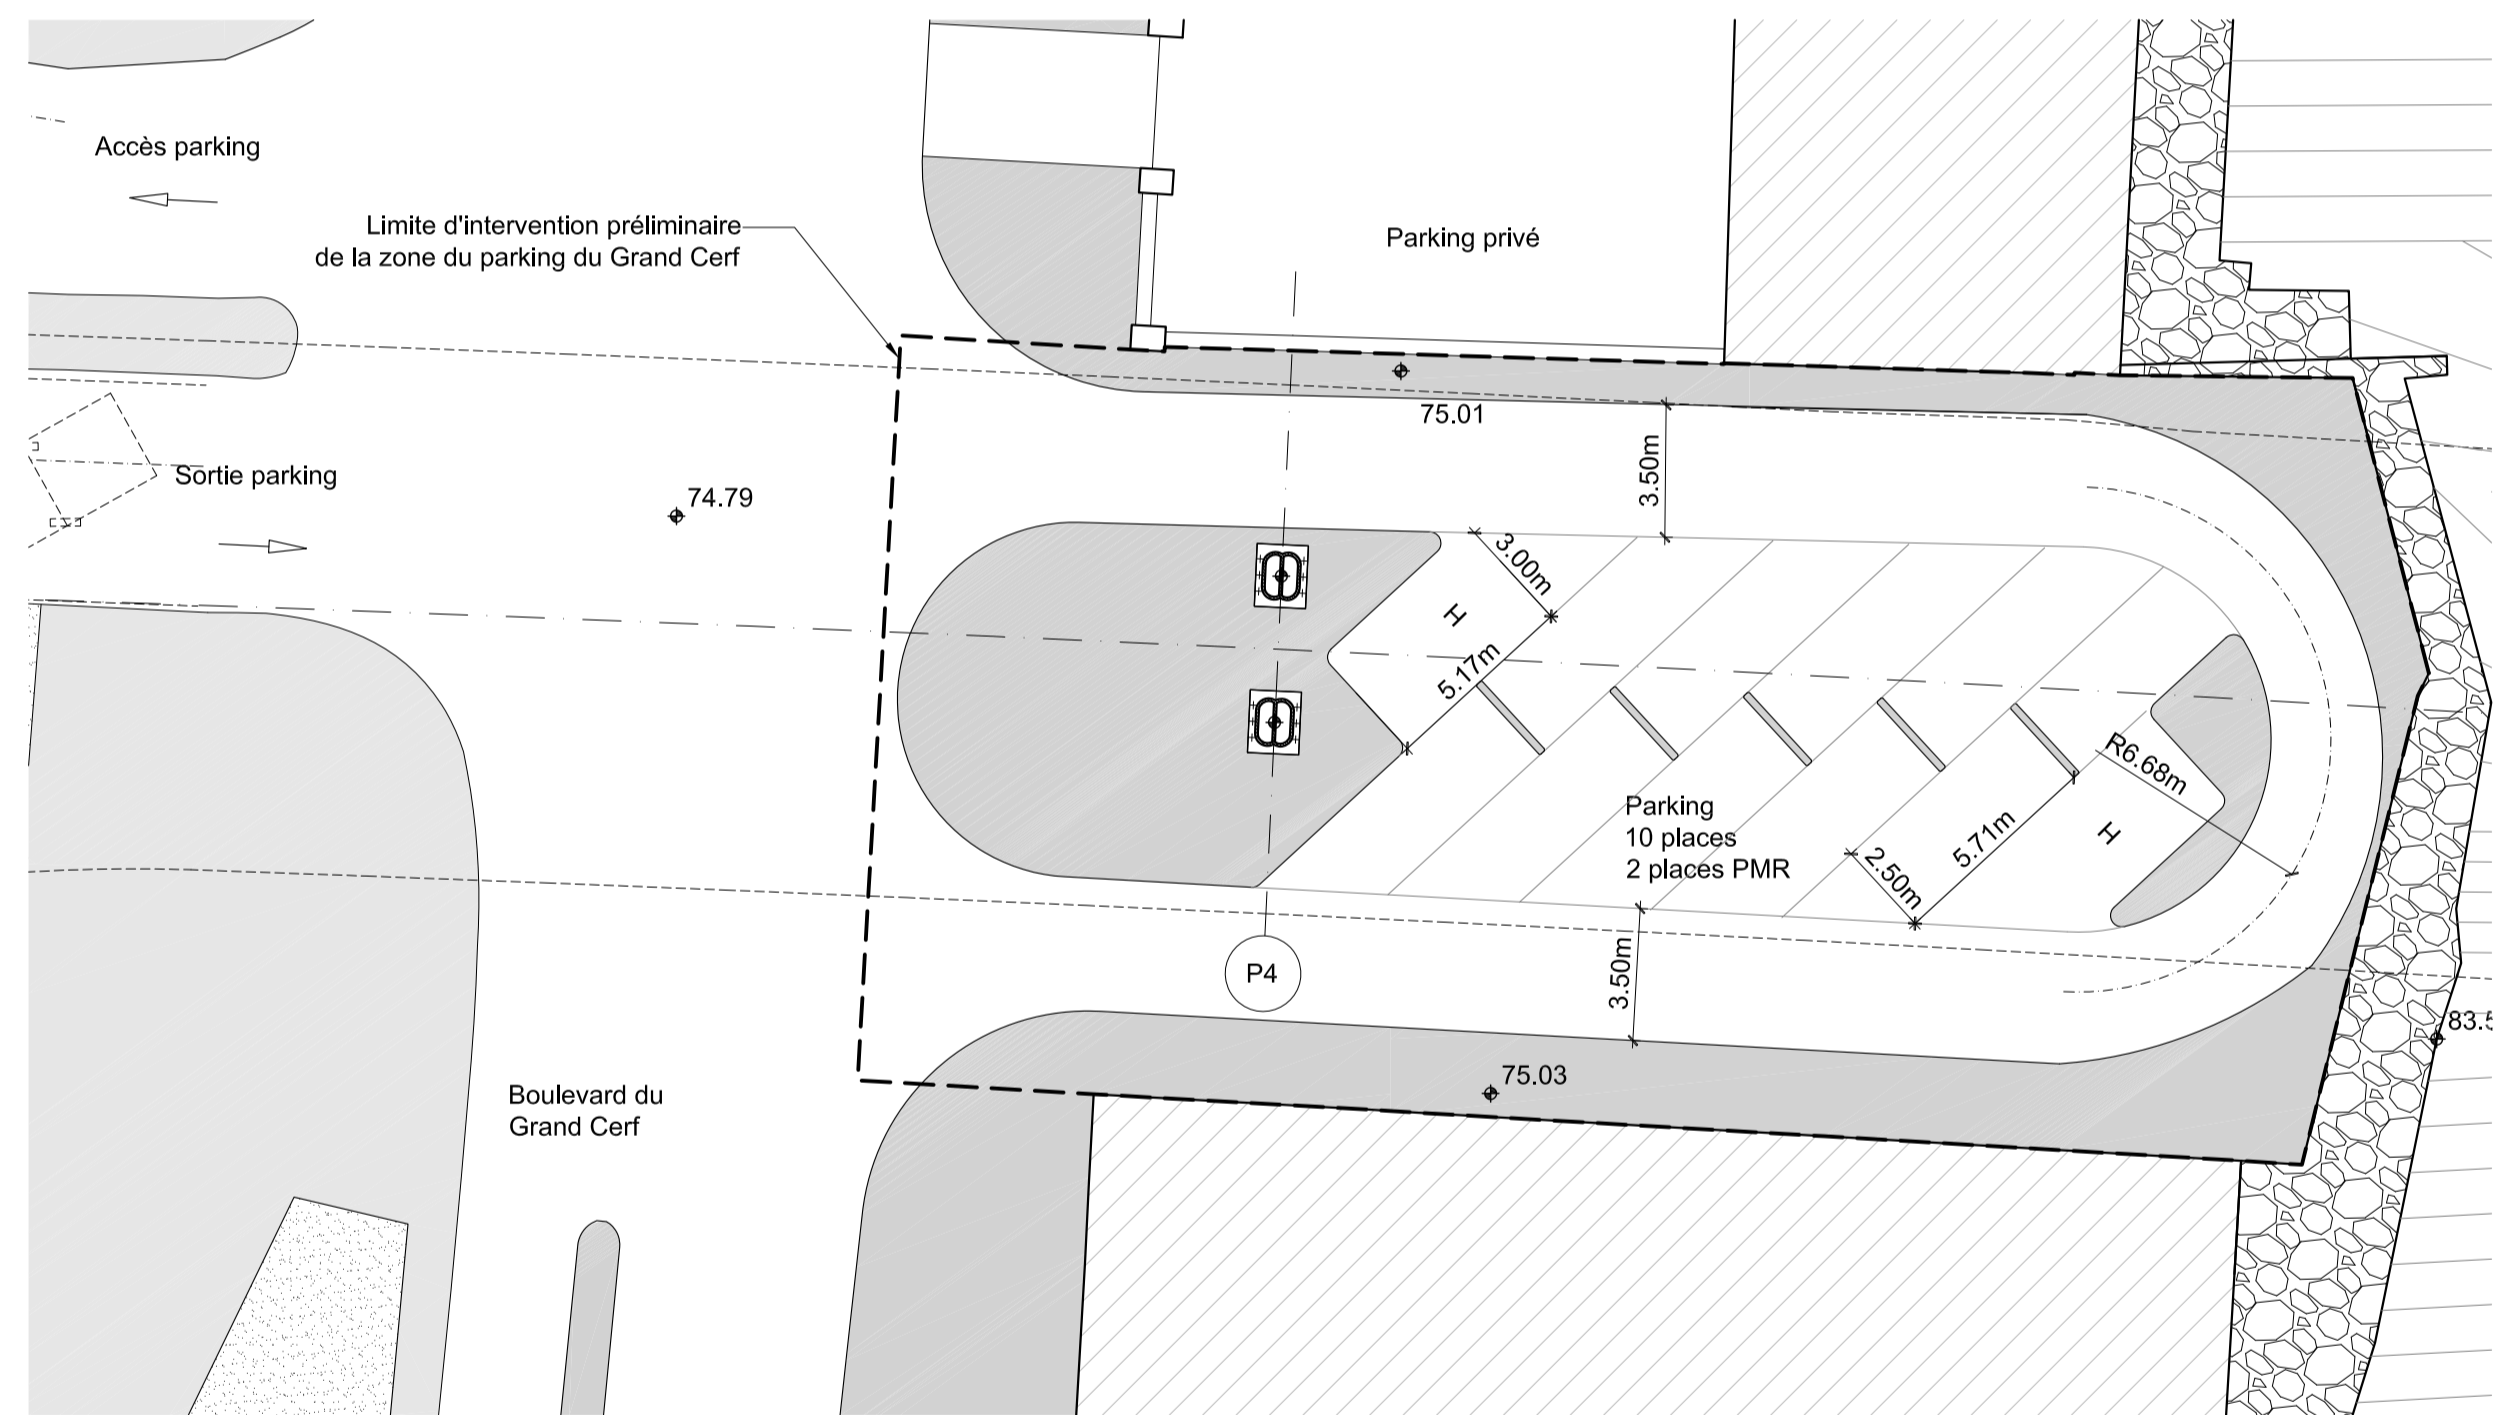 Accès parking
Limite d'intervention préliminaire
de la zone du parking du Grand Cerf
Parking privé
75.01
3.50m
Sortie parking
74.79
3.00m
H
5.17m
R6.68m
Parking
10 places
2 places PMR
5.71m
H
2.50m
P4
3.50m
83.5
75.03
Boulevard du
Grand Cerf